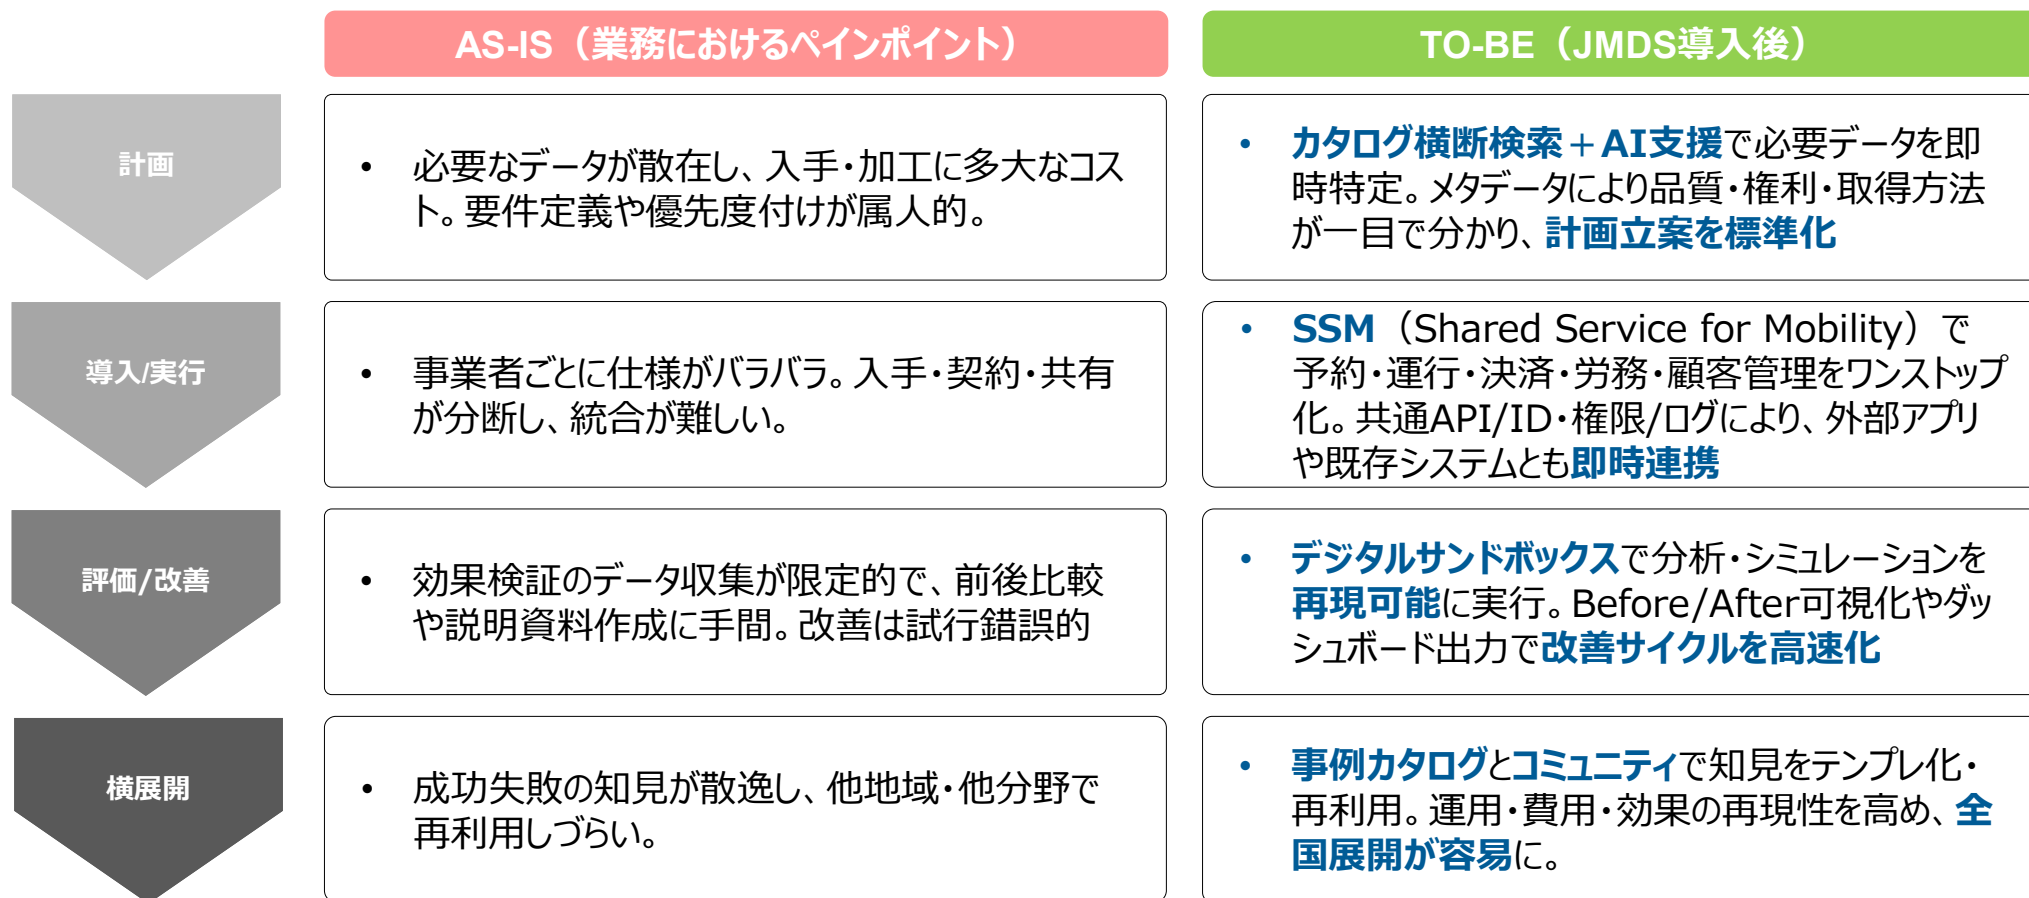 AS-IS（業務におけるペインポイント）
TO-BE（JMDS導入後）
計画
• 必要なデータが散在し、入手・加工に多大なコス
ト。要件定義や優先度付けが属人的。
• カタログ横断検索＋AI支援で必要データを即
時特定。メタデータにより品質・権利・取得方法
が一目で分かり、計画立案を標準化
導入/実行
• 事業者ごとに仕様がバラバラ。入手・契約・共有
が分断し、統合が難しい。
• SSM（Shared Service for Mobility）で
予約・運行・決済・労務・顧客管理をワンストップ
化。共通API/ID・権限/ログにより、外部アプリ
や既存システムとも即時連携
評価/改善
• 効果検証のデータ収集が限定的で、前後比較
や説明資料作成に手間。改善は試行錯誤的
• デジタルサンドボックスで分析・シミュレーションを
再現可能に実行。Before/After可視化やダッ
シュボード出力で改善サイクルを高速化
横展開
• 成功失敗の知見が散逸し、他地域・他分野で
再利用しづらい。
• 事例カタログとコミュニティで知見をテンプレ化・
再利用。運用・費用・効果の再現性を高め、全
国展開が容易に。